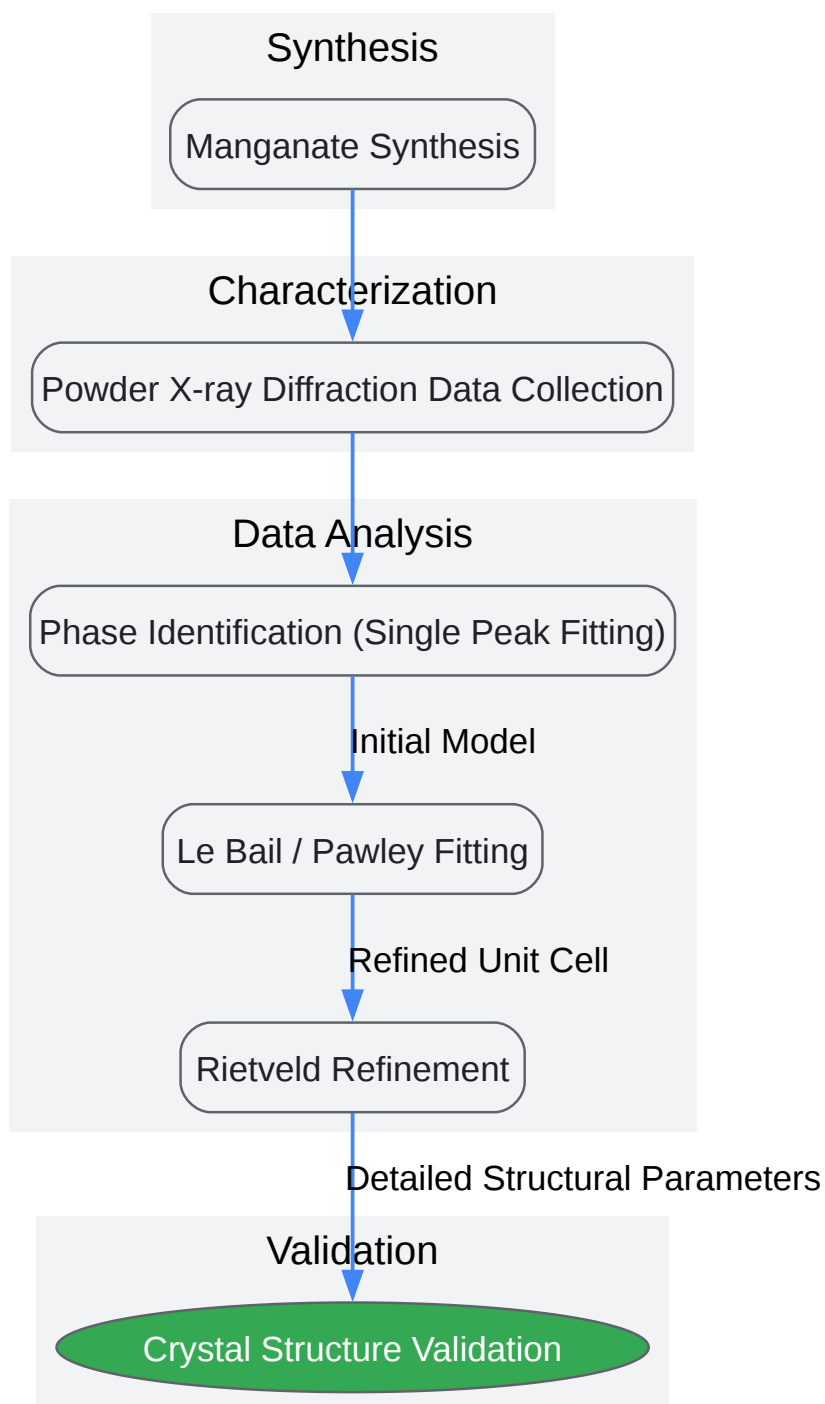 Synthesis
Manganate Synthesis
Characterization
Powder X-ray Diffraction Data Collection
Data Analysis
Phase Identification (Single Peak Fitting)
Initial Model
Le Bail / Pawley Fitting
Refined Unit Cell
Rietveld Refinement
Detailed Structural Parameters
Validation
Crystal Structure Validation